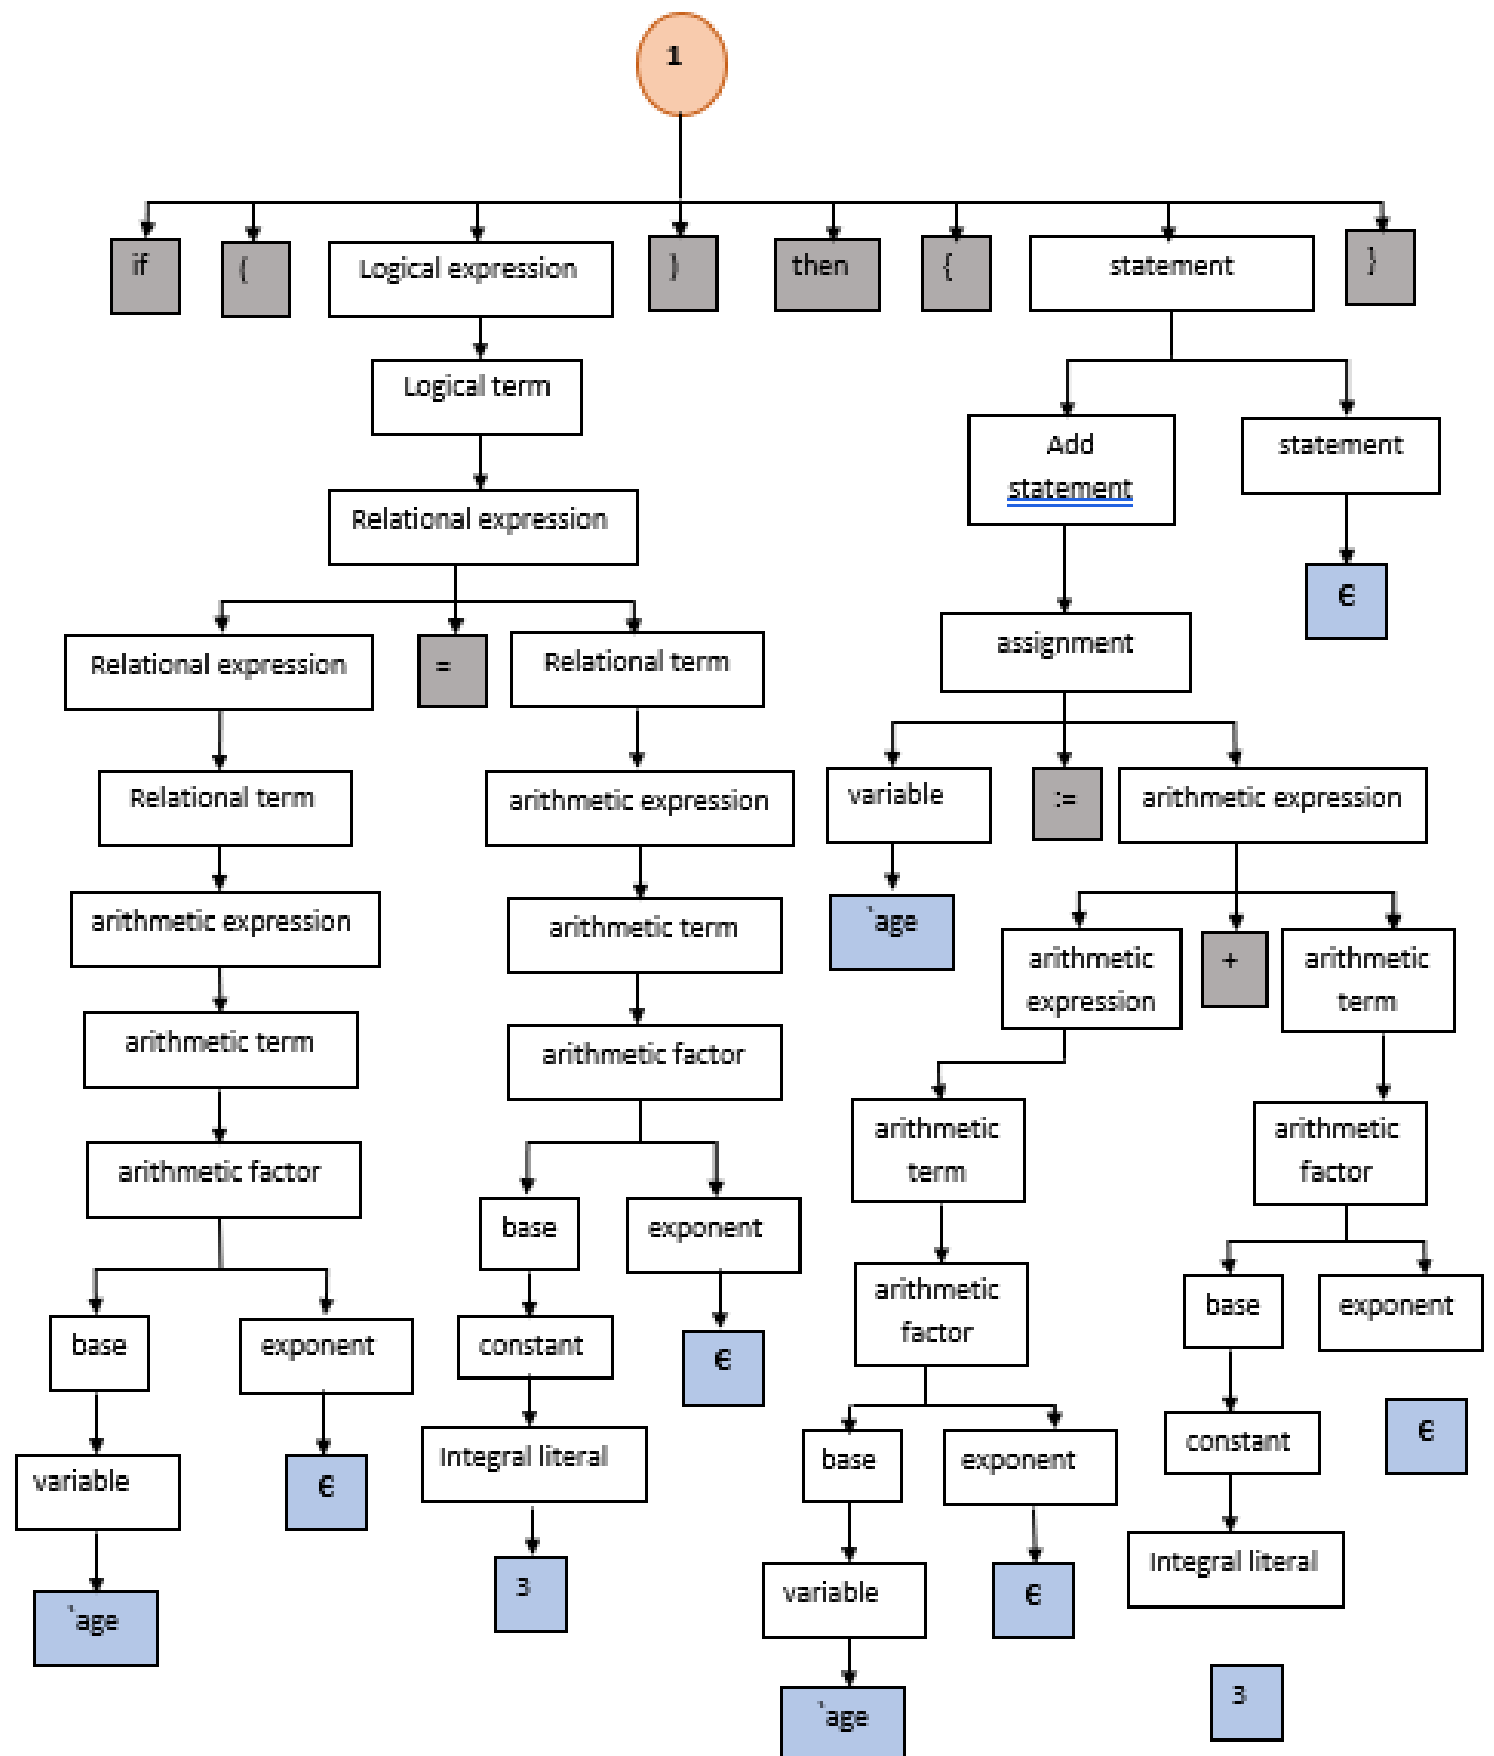 1
if
(
Logical expression
)
then
{
statement
}
Logical term
Add
statement
statement
Relational expression
€
assignment
Relational expression
=
Relational term
Relational term
arithmetic expression
variable
:=
arithmetic expression
arithmetic expression
arithmetic term
`age
arithmetic
expression
+
arithmetic
term
arithmetic term
arithmetic factor
arithmetic
term
arithmetic
factor
arithmetic factor
base
exponent
arithmetic
factor
base
exponent
base
exponent
constant
€
constant
€
variable
€
Integral literal
base
exponent
Integral literal
3
variable
€
`age
3
`age